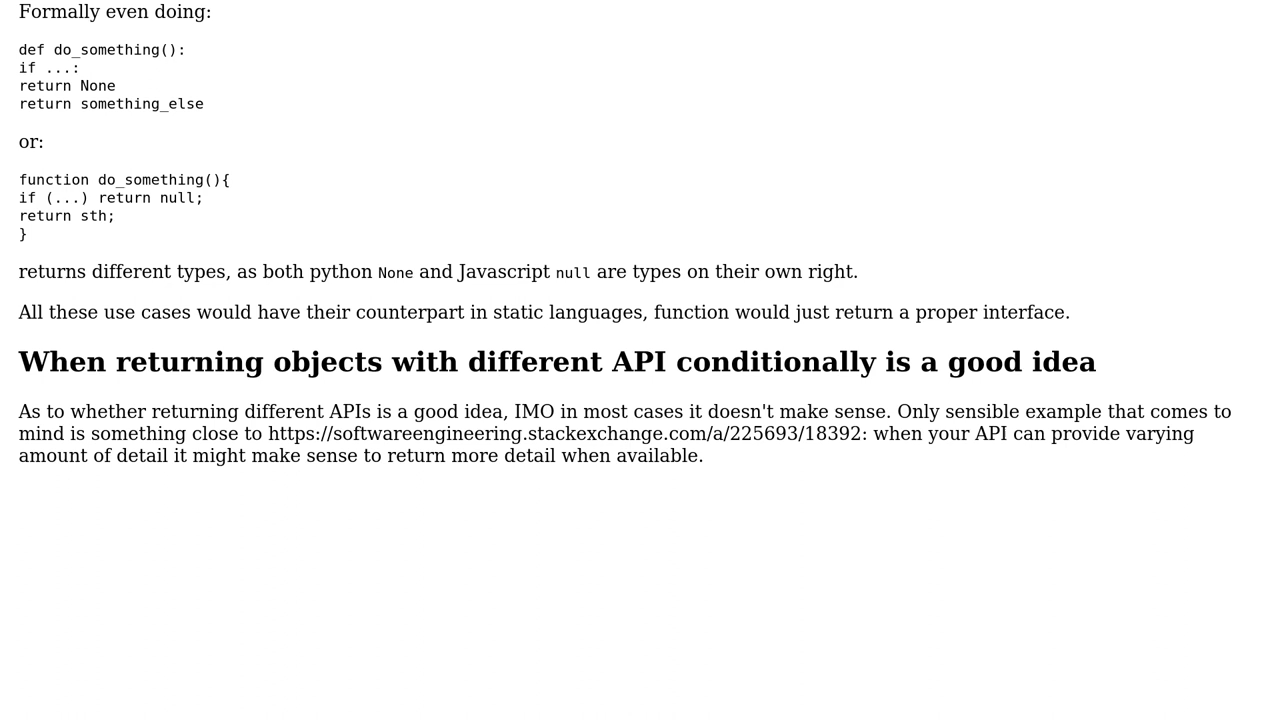 Formally even doing:
def do_something():
if ...:
return None
return something_else
or:
function do_something(){
if (...) return null;
return sth;
}
returns different types, as both python None and Javascript null are types on their own right.
All these use cases would have their counterpart in static languages, function would just return a proper interface.
When returning objects with different API conditionally is a good idea
As to whether returning different APIs is a good idea, IMO in most cases it doesn't make sense. Only sensible example that comes to
mind is something close to https://softwareengineering.stackexchange.com/a/225693/18392: when your API can provide varying
amount of detail it might make sense to return more detail when available.